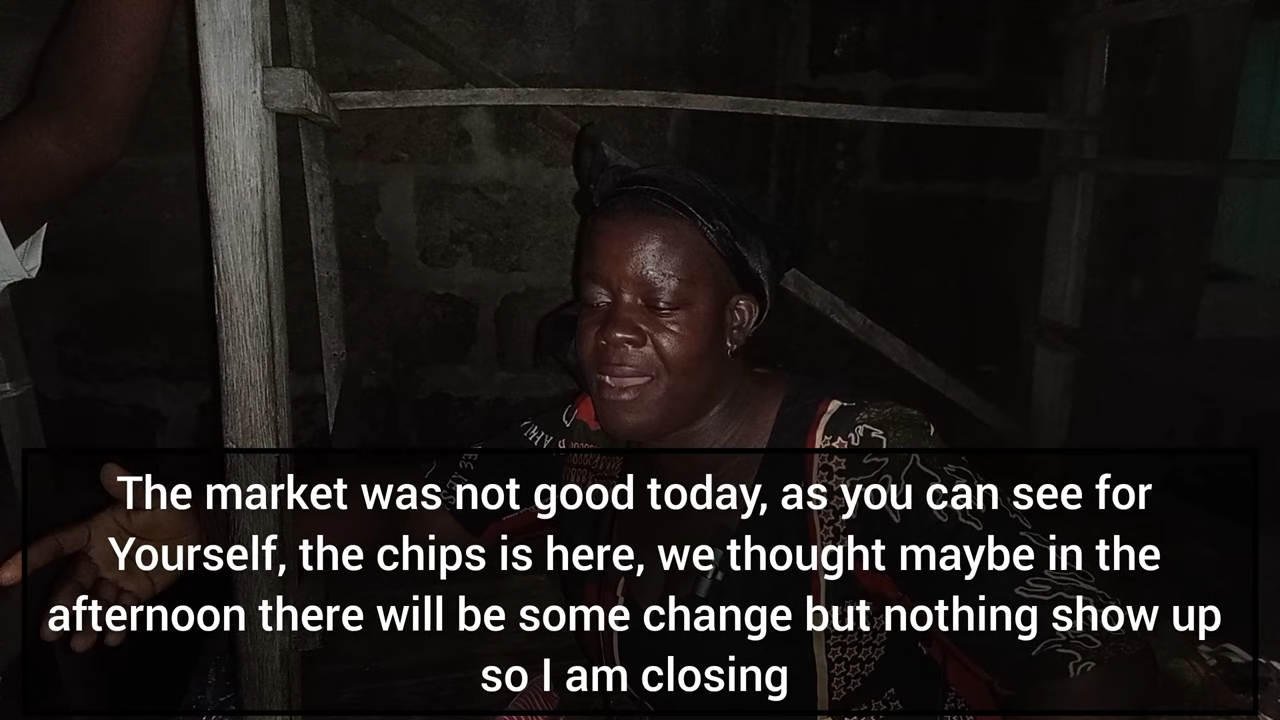 The market was not good today, as you can see for
Yourself, the chips is here, we thought maybe in the
afternoon there will be some change but nothing show up
so I am closing